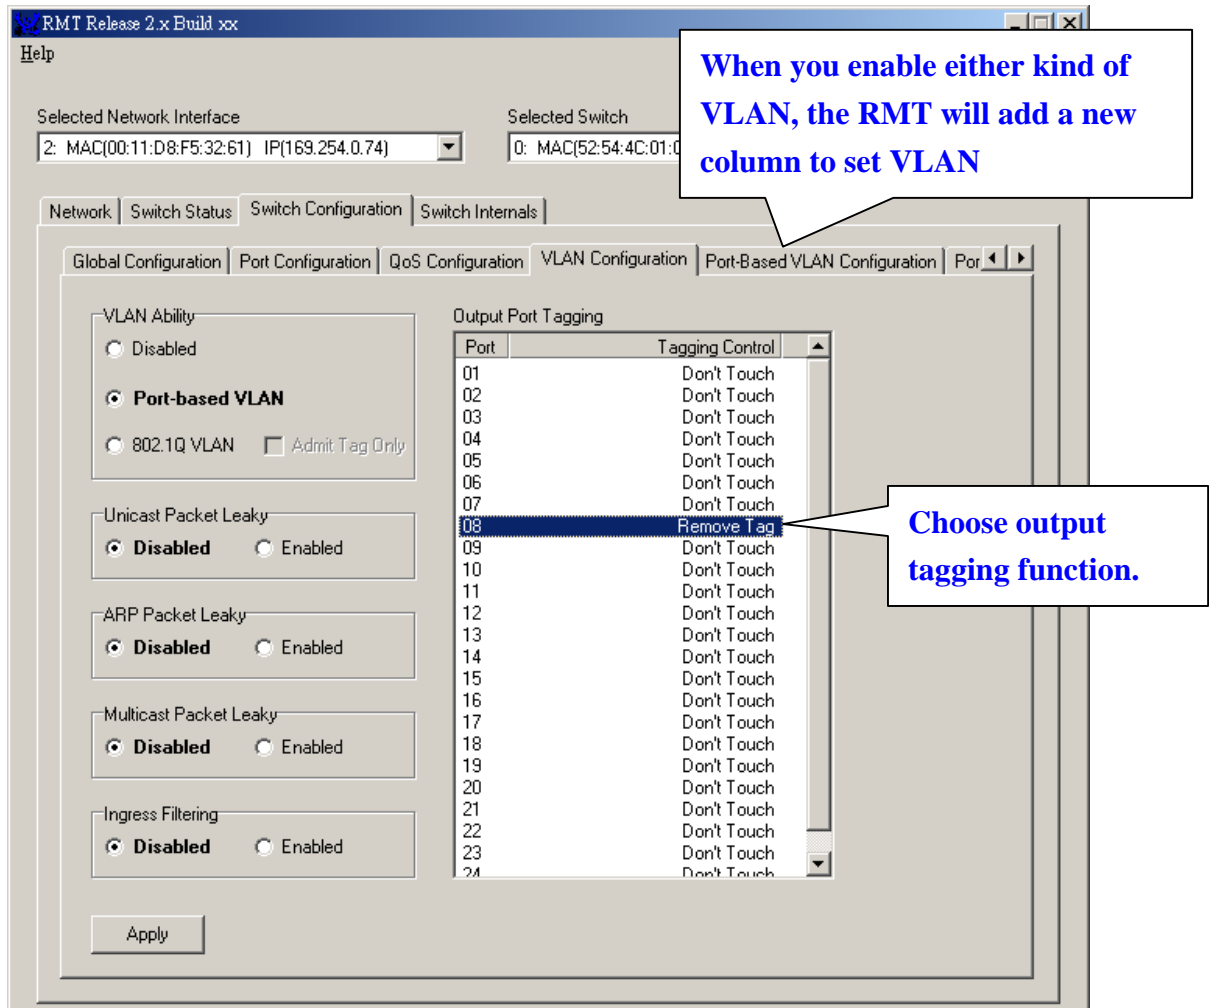 RMT Release 2.x Build xx
Help
When you enable either kind of
VLAN, the RMT will add a new
column to set VLAN
Selected Network Interface
2: MAC(00:11:D8:F5:32:61) IP(169.254.0.74)
Selected Switch
0: MAC(52:54:4C:01:0
Network
Switch Status
Switch Configuration
Switch Internals
Global Configuration
Port Configuration
QoS Configuration
VLAN Configuration
Port-Based VLAN Configuration
Por
VLAN Ability
Disabled
Port-based VLAN
802.1Q VLAN
Admit Tag Only
Unicast Packet Leaky
Disabled Enabled
ARP Packet Leaky
Disabled Enabled
Multicast Packet Leaky
Disabled Enabled
Ingress Filtering
Disabled Enabled
Apply
Output Port Tagging
Port Tagging Control
01 Don't Touch
02 Don't Touch
03 Don't Touch
04 Don't Touch
05 Don't Touch
06 Don't Touch
07 Don't Touch
08 Remove Tag
09 Don't Touch
10 Don't Touch
11 Don't Touch
12 Don't Touch
13 Don't Touch
14 Don't Touch
15 Don't Touch
16 Don't Touch
17 Don't Touch
18 Don't Touch
19 Don't Touch
20 Don't Touch
21 Don't Touch
22 Don't Touch
23 Don't Touch
24 Don't Touch
Choose output
tagging function.